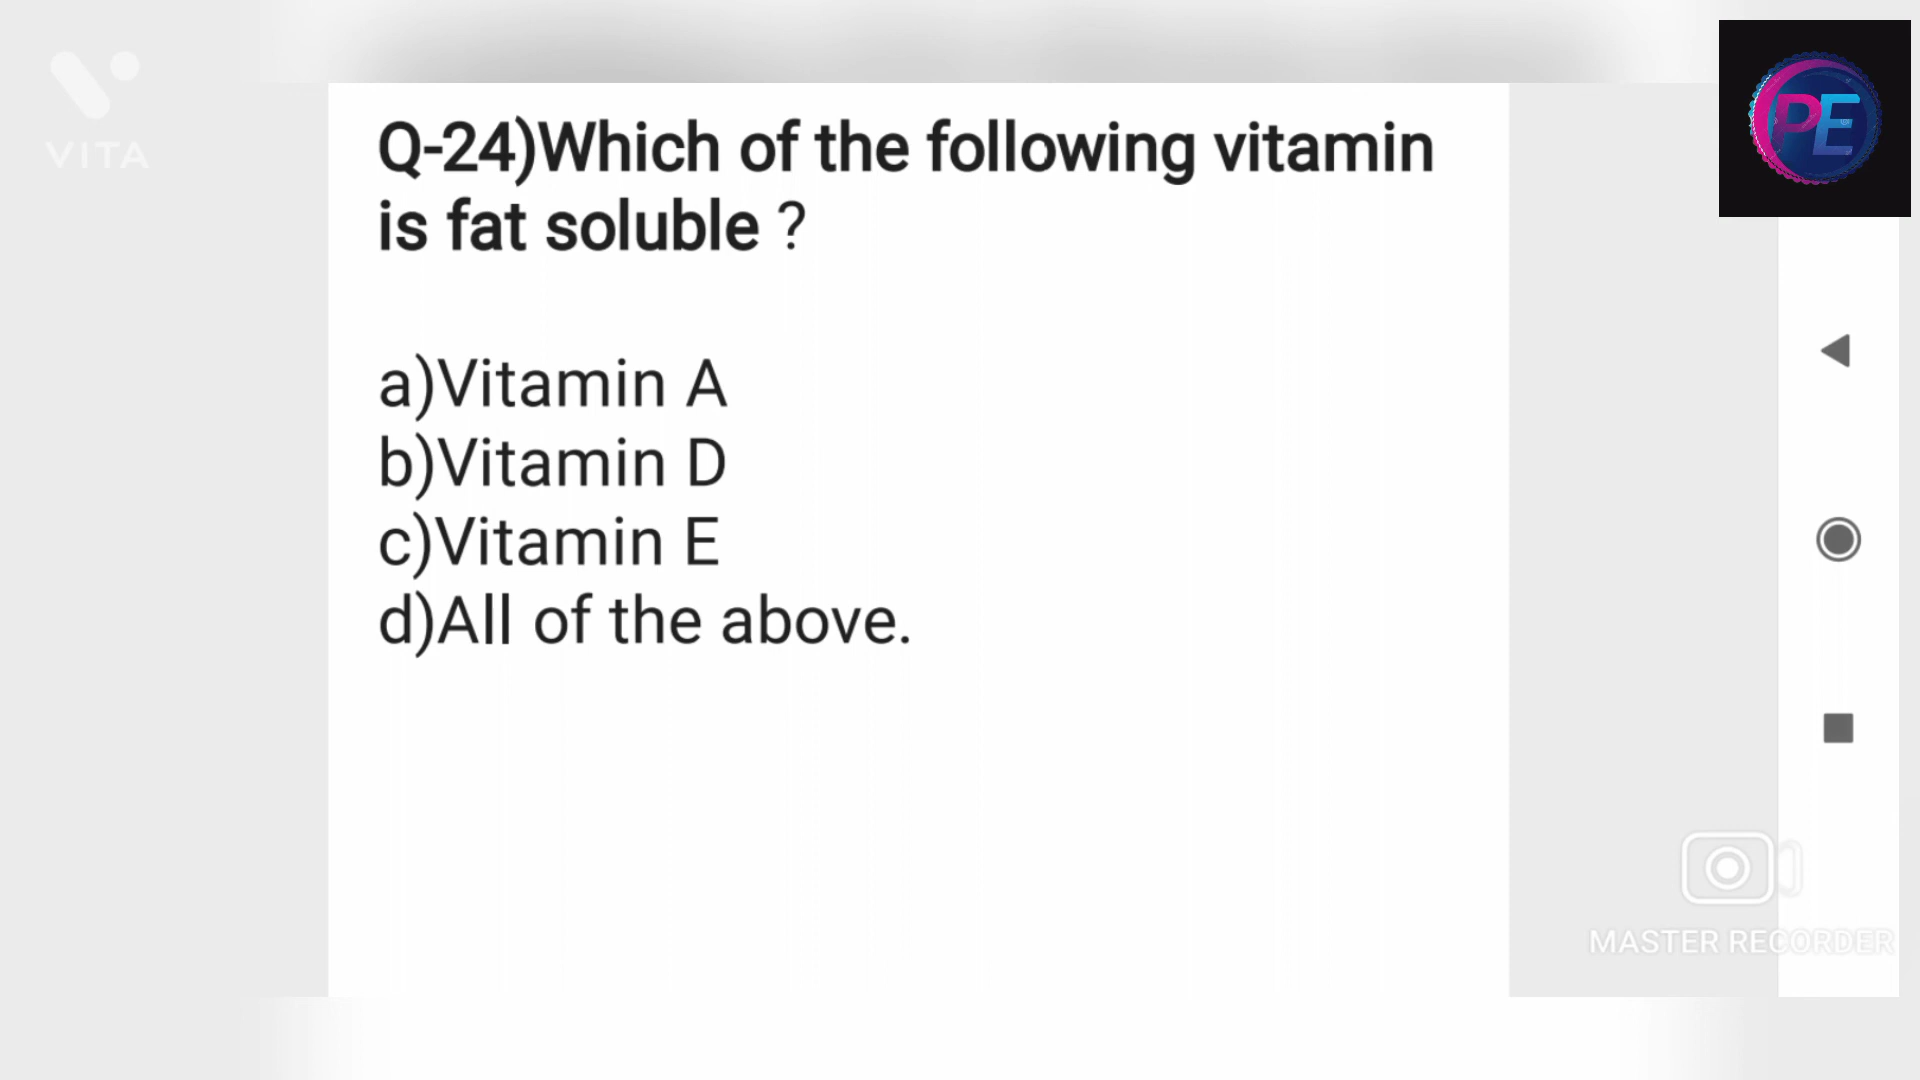 VITA
PE
Q-24)Which of the following vitamin
is fat soluble ?
a)Vitamin A
b)Vitamin D
c)Vitamin E
d)All of the above.
MASTER RECORDER